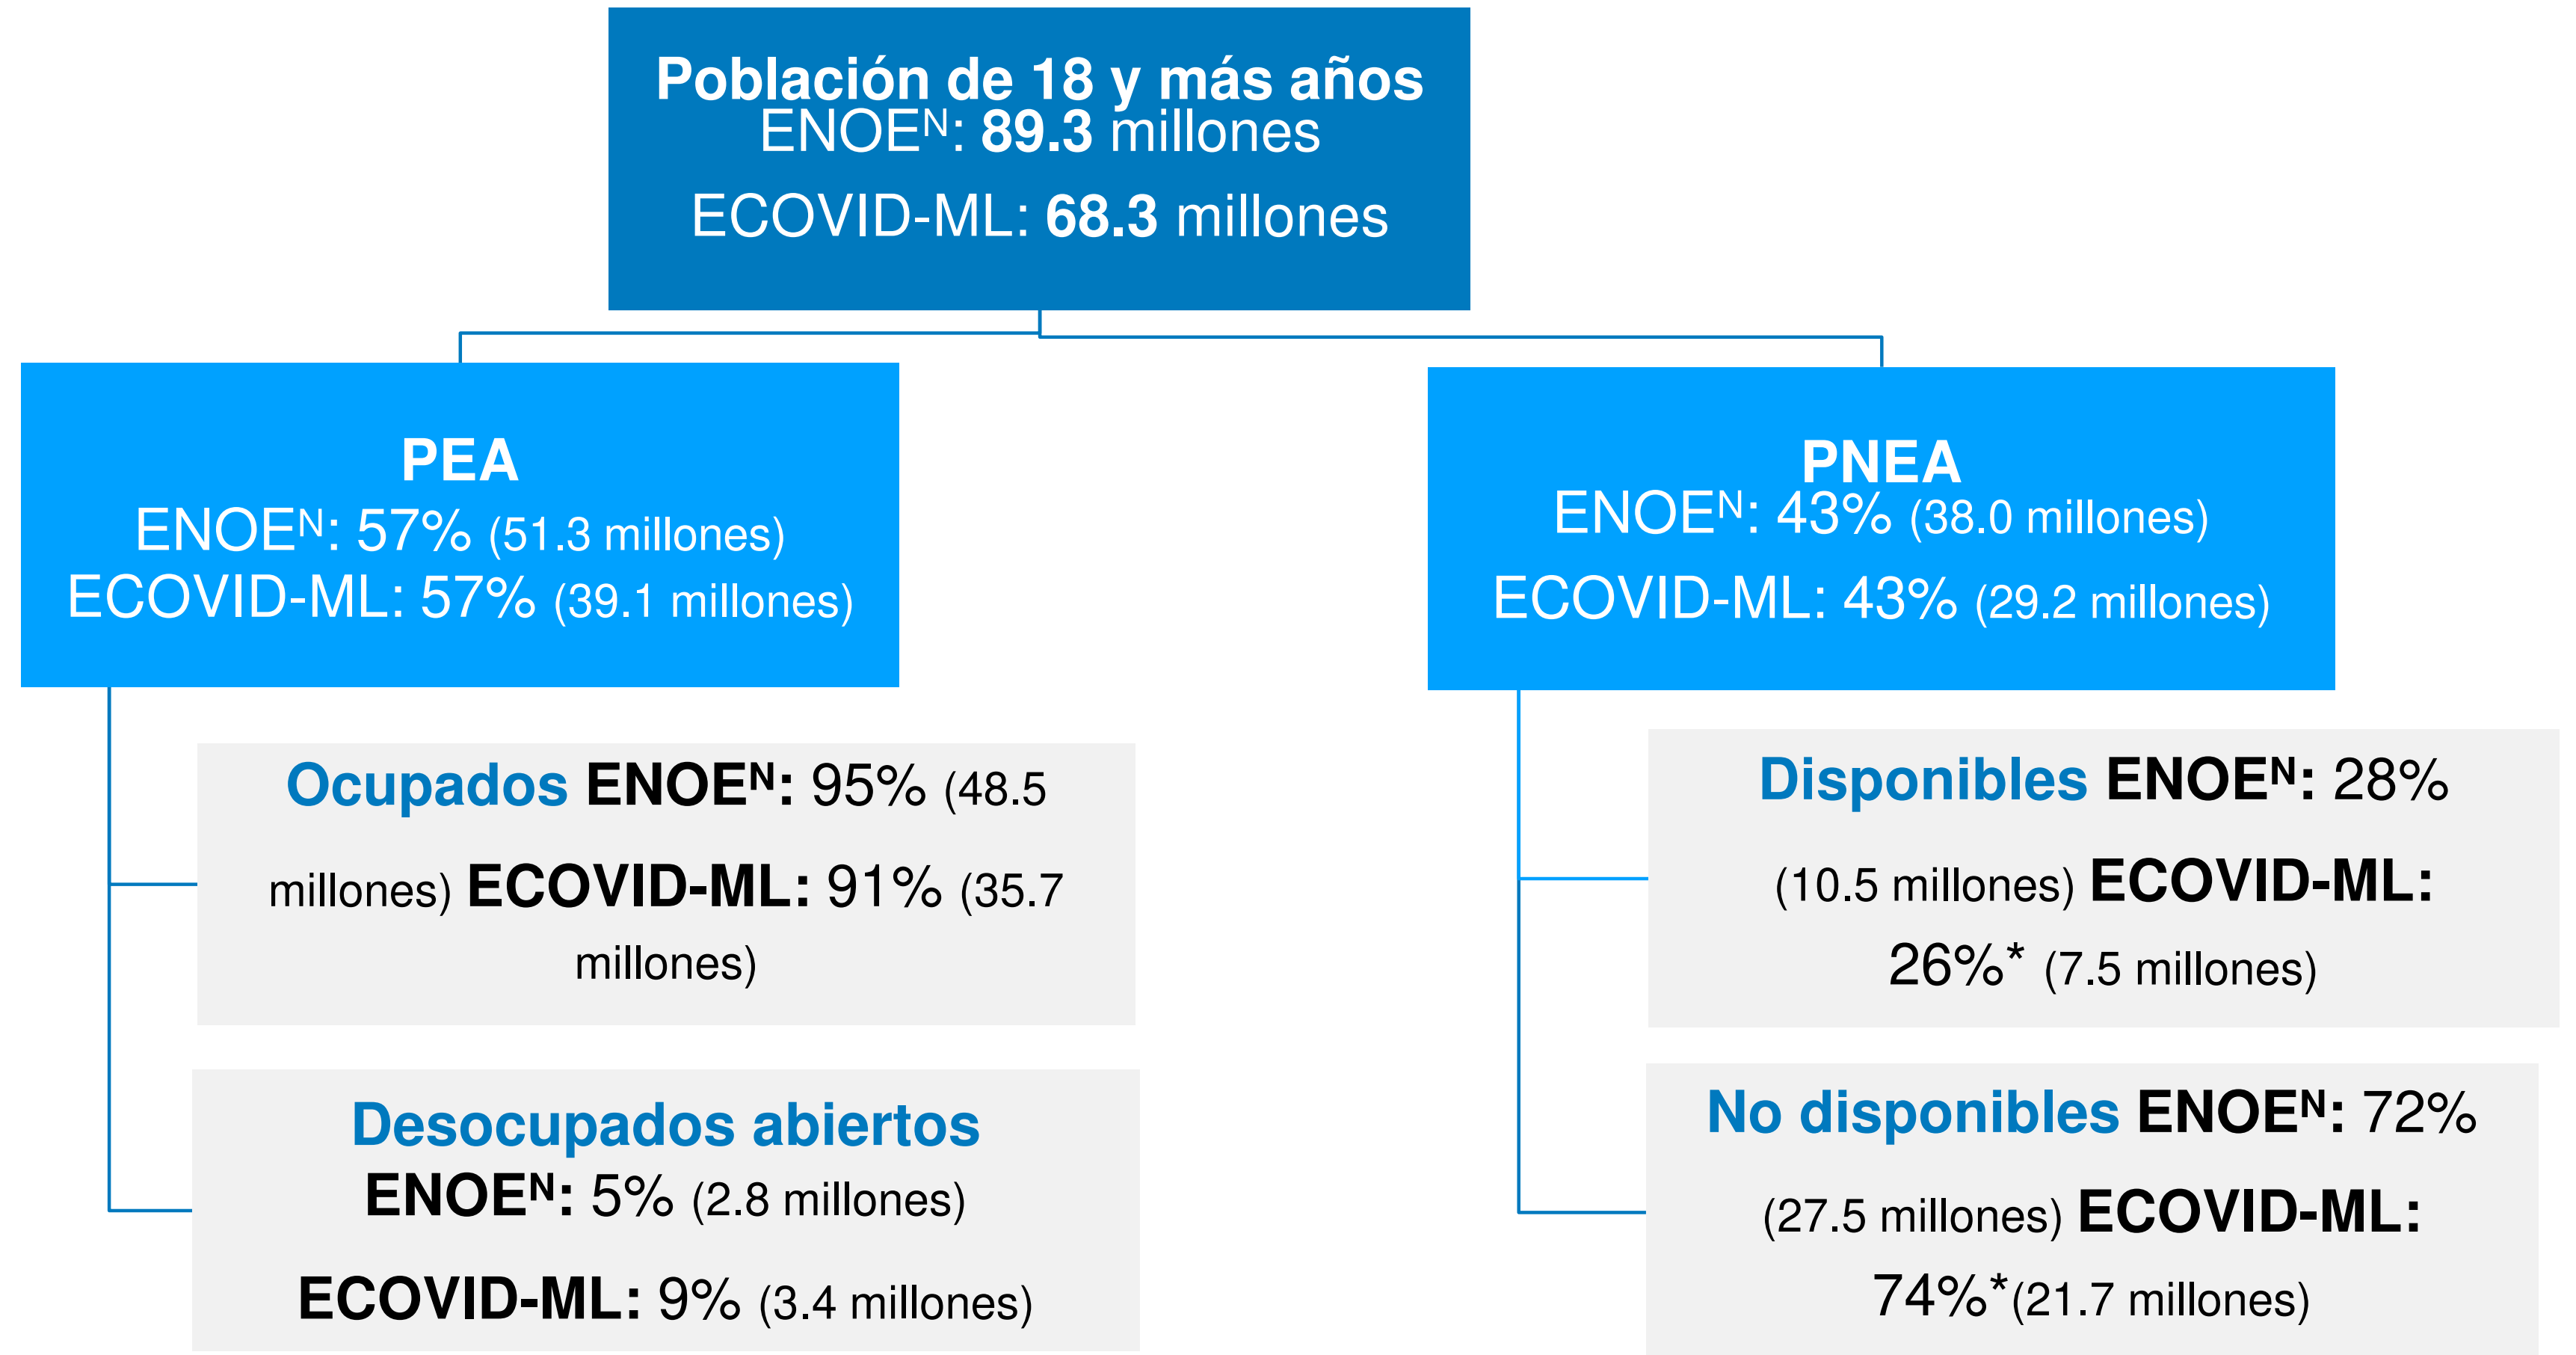 Población de 18 y más años
ENOEᴺ: 89.3 millones
ECOVID-ML: 68.3 millones
PEA
ENOEᴺ: 57% (51.3 millones)
ECOVID-ML: 57% (39.1 millones)
PNEA
ENOEᴺ: 43% (38.0 millones)
ECOVID-ML: 43% (29.2 millones)
Ocupados ENOEᴺ: 95% (48.5
millones) ECOVID-ML: 91% (35.7
millones)
Desocupados abiertos
ENOEᴺ: 5% (2.8 millones)
ECOVID-ML: 9% (3.4 millones)
Disponibles ENOEᴺ: 28%
(10.5 millones) ECOVID-ML:
26%* (7.5 millones)
No disponibles ENOEᴺ: 72%
(27.5 millones) ECOVID-ML:
74%*(21.7 millones)